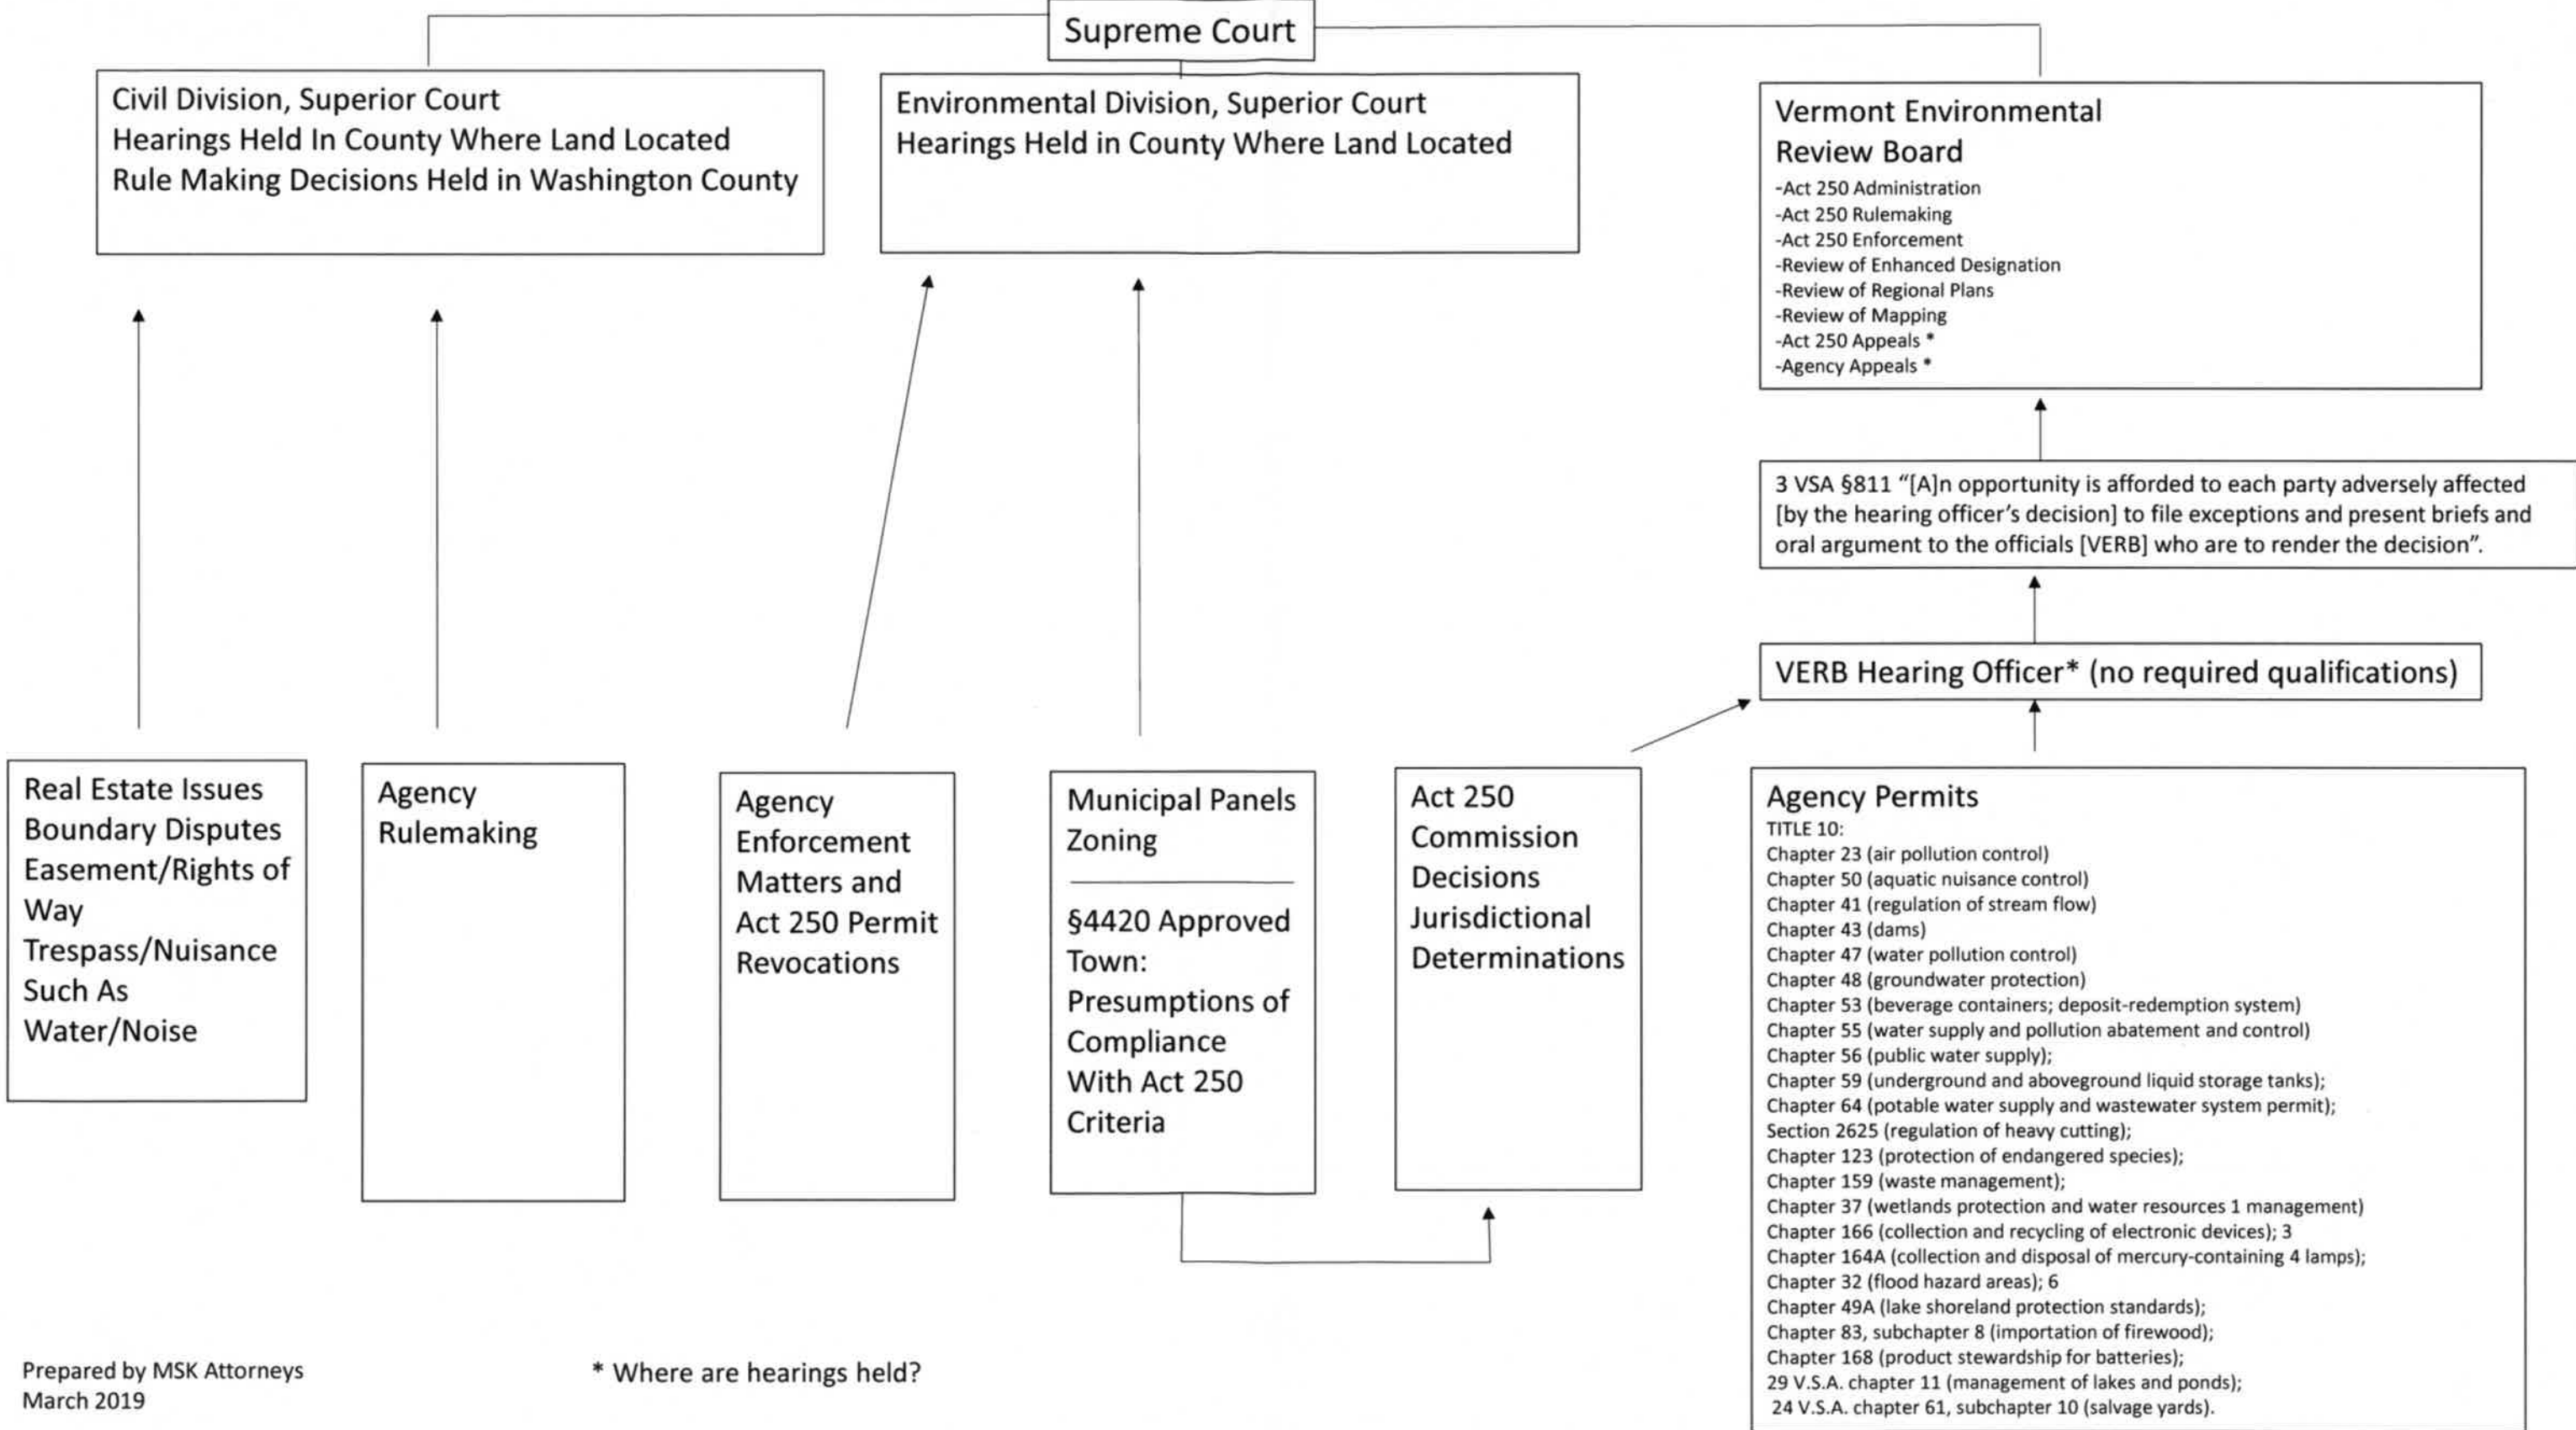 Supreme Court
Civil Division, Superior Court
Hearings Held In County Where Land Located
Rule Making Decisions Held in Washington County
Environmental Division, Superior Court
Hearings Held in County Where Land Located
Vermont Environmental
Review Board
-Act 250 Administration
-Act 250 Rulemaking
-Act 250 Enforcement
-Review of Enhanced Designation
-Review of Regional Plans
-Review of Mapping
-Act 250 Appeals *
-Agency Appeals *
3 VSA §811 “[A]n opportunity is afforded to each party adversely affected
[by the hearing officer’s decision] to file exceptions and present briefs and
oral argument to the officials [VERB] who are to render the decision”.
VERB Hearing Officer* (no required qualifications)
Real Estate Issues
Boundary Disputes
Easement/Rights of
Way
Trespass/Nuisance
Such As
Water/Noise
Agency
Rulemaking
Agency
Enforcement
Matters and
Act 250 Permit
Revocations
Municipal Panels
Zoning
§4420 Approved
Town:
Presumptions of
Compliance
With Act 250
Criteria
Act 250
Commission
Decisions
Jurisdictional
Determinations
Agency Permits
TITLE 10:
Chapter 23 (air pollution control)
Chapter 50 (aquatic nuisance control)
Chapter 41 (regulation of stream flow)
Chapter 43 (dams)
Chapter 47 (water pollution control)
Chapter 48 (groundwater protection)
Chapter 53 (beverage containers; deposit-redemption system)
Chapter 55 (water supply and pollution abatement and control)
Chapter 56 (public water supply);
Chapter 59 (underground and aboveground liquid storage tanks);
Chapter 64 (potable water supply and wastewater system permit);
Section 2625 (regulation of heavy cutting);
Chapter 123 (protection of endangered species);
Chapter 159 (waste management);
Chapter 37 (wetlands protection and water resources 1 management)
Chapter 166 (collection and recycling of electronic devices); 3
Chapter 164A (collection and disposal of mercury-containing 4 lamps);
Chapter 32 (flood hazard areas); 6
Chapter 49A (lake shoreland protection standards);
Chapter 83, subchapter 8 (importation of firewood);
Chapter 168 (product stewardship for batteries);
29 V.S.A. chapter 11 (management of lakes and ponds);
24 V.S.A. chapter 61, subchapter 10 (salvage yards).
Prepared by MSK Attorneys
March 2019
* Where are hearings held?